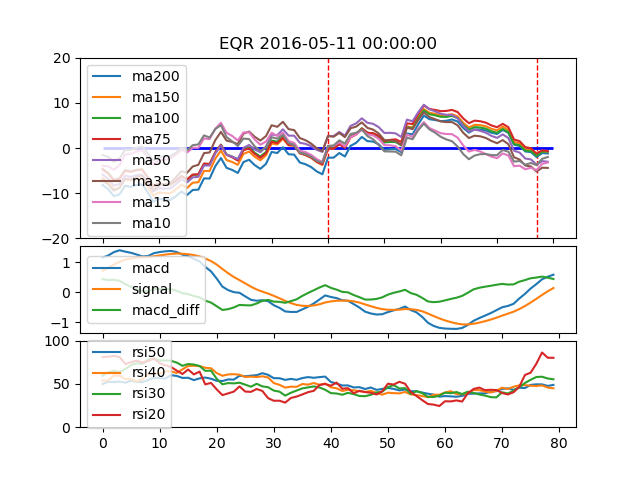 EQR 2016-05-11 00:00:00
20
10
0
−10
−20
ma200
ma150
ma100
ma75
ma50
ma35
ma15
ma10
1
0
−1
macd
signal
macd_diff
100
50
0
rsi50
rsi40
rsi30
rsi20
0 10 20 30 40 50 60 70 80